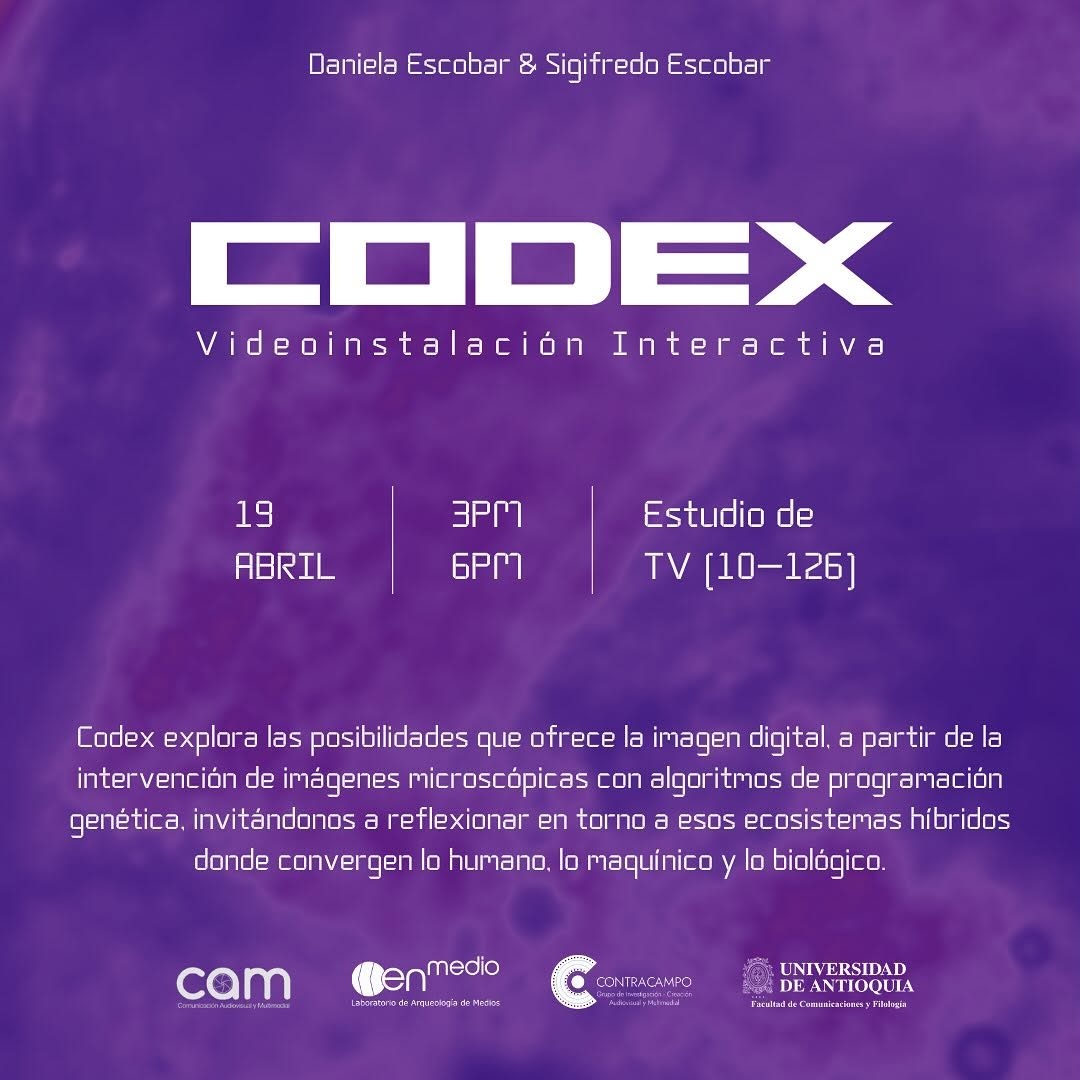 Daniela Escobar & Sigifredo Escobar
CODEX
Videoinstalación Interactiva
19
ABRIL
3PM
6PM
Estudio de
TV (10—126)
Codex explora las posibilidades que ofrece la imagen digital, a partir de la
intervención de imágenes microscópicas con algoritmos de programación
genética, invitándonos a reflexionar en torno a esos ecosistemas híbridos
donde convergen lo humano, lo maquínico y lo biológico.
cam
Comunicación Audiovisual y Multimedial
en medio
Laboratorio de Arqueología de Medios
CONTRACAMPO
Grupo de Investigación - Creación
Audiovisual y Multimedial
UNIVERSIDAD
DE ANTIOQUIA
Facultad de Comunicaciones y Filología